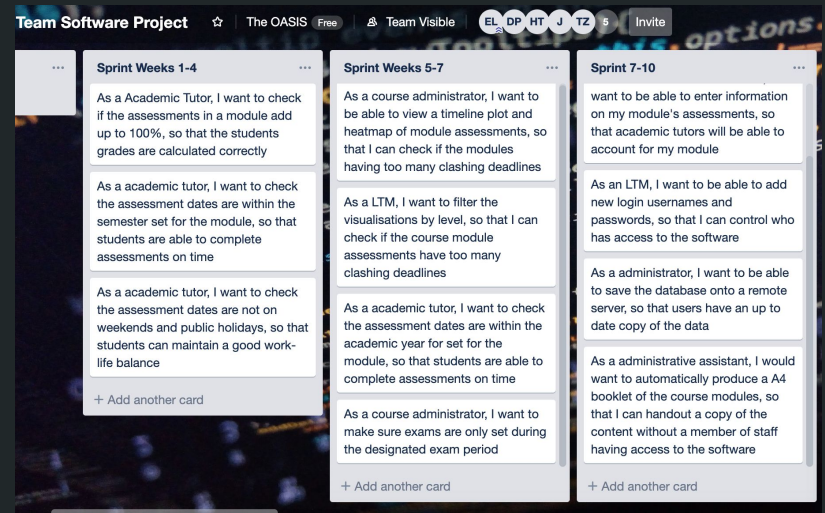 Team Software Project
The OASIS Free
Team Visible
EL DP HT J TZ 5
Invite
Sprint Weeks 1-4
As a Academic Tutor, I want to check
if the assessments in a module add
up to 100%, so that the students
grades are calculated correctly
As a academic tutor, I want to check
the assessment dates are within the
semester set for the module, so that
students are able to complete
assessments on time
As a academic tutor, I want to check
the assessment dates are not on
weekends and public holidays, so that
students can maintain a good work-
life balance
+ Add another card
Sprint Weeks 5-7
As a course administrator, I want to
be able to view a timeline plot and
heatmap of module assessments, so
that I can check if the modules
having too many clashing deadlines
As a LTM, I want to filter the
visualisations by level, so that I can
check if the course module
assessments have too many
clashing deadlines
As a academic tutor, I want to check
the assessment dates are within the
academic year for set for the
module, so that students are able to
complete assessments on time
As a course administrator, I want to
make sure exams are only set during
the designated exam period
+ Add another card
Sprint 7-10
want to be able to enter information
on my module's assessments, so
that academic tutors will be able to
account for my module
As an LTM, I want to be able to add
new login usernames and
passwords, so that I can control who
has access to the software
As a administrator, I want to be able
to save the database onto a remote
server, so that users have an up to
date copy of the data
As a administrative assistant, I would
want to automatically produce a A4
booklet of the course modules, so
that I can handout a copy of the
content without a member of staff
having access to the software
+ Add another card